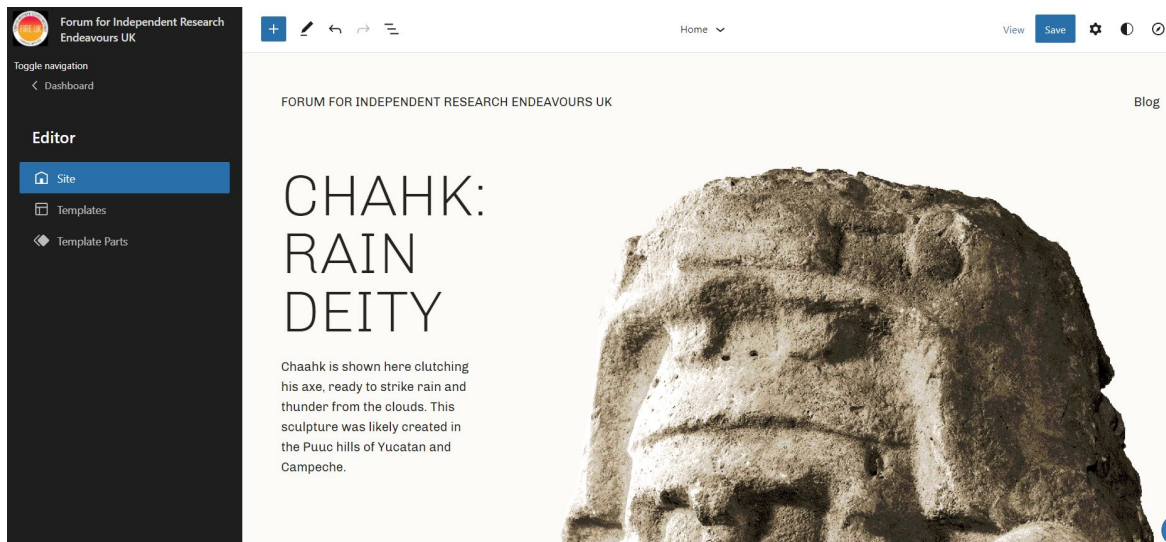 FIRE UK
Forum for Independent Research
Endeavours UK
Toggle navigation
Dashboard
Editor
Site
Templates
Template Parts
Home
View
Save
FORUM FOR INDEPENDENT RESEARCH ENDEAVOURS UK
Blog
CHAHK:
RAIN
DEITY
Chaahk is shown here clutching
his axe, ready to strike rain and
thunder from the clouds. This
sculpture was likely created in
the Puuc hills of Yucatan and
Campeche.